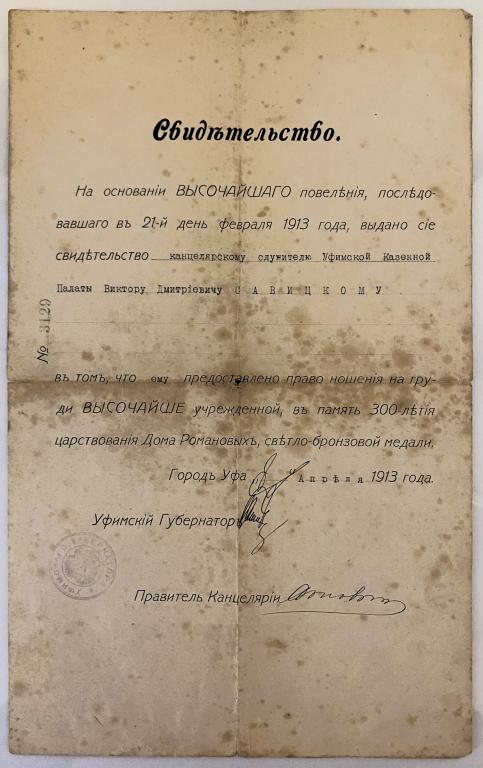 Свидѣтельство.
На основаніи ВЫСОЧАЙШАГО повелѣнія, послѣдо-
вавшаго въ 21-й день февраля 1913 года, выдано сіе
свидѣтельство канцелярскому служителю Уфимской Казенной
Палаты Виктору Дмитріевичу САВИЦКОМУ
№ 3129
въ томъ, что ему предоставлено право ношенія на гру-
ди ВЫСОЧАЙШЕ учрежденной, въ память 300-лѣтія
царствованія Дома Романовыхъ, свѣтло-бронзовой медали.
Городъ Уфа " " Апрѣля 1913 года.
Уфимскій Губернаторъ
Правитель Канцеляріи